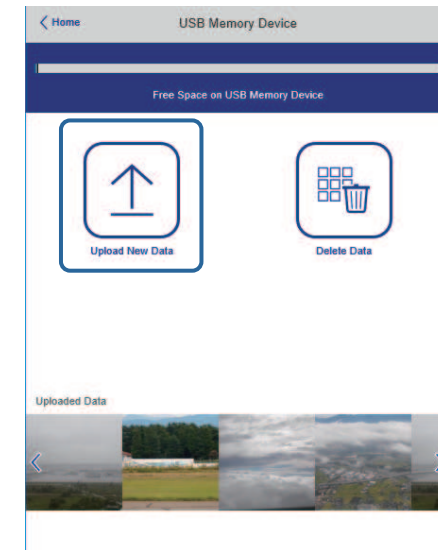 Home
USB Memory Device
Free Space on USB Memory Device
Upload New Data
Delete Data
Uploaded Data